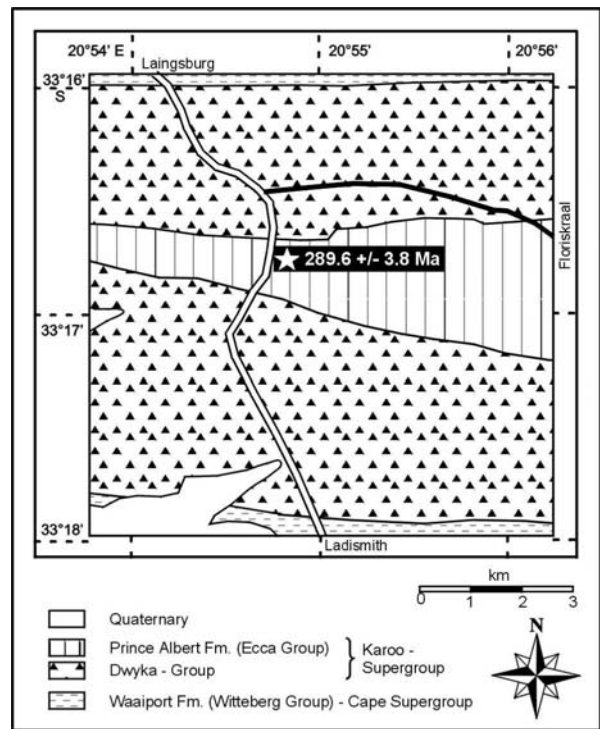 20°54' E
20°55'
20°56'
Laingsburg
33°16'
S
Floriskraal
289.6 +/- 3.8 Ma
33°17'
33°18'
Ladismith
km
0 1 2 3
Quaternary
Prince Albert Fm. (Ecca Group)
Karoo -
Supergroup
Dwyka - Group
Waaiport Fm. (Witteberg Group) - Cape Supergroup
N